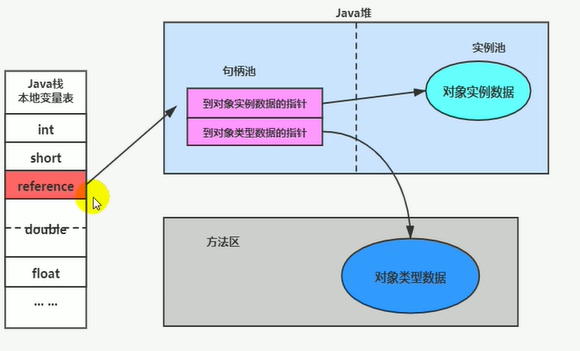 Java栈
本地变量表
int
short
reference
double
float
... ...
Java堆
句柄池
到对象实例数据的指针
到对象类型数据的指针
实例池
对象实例数据
方法区
对象类型数据